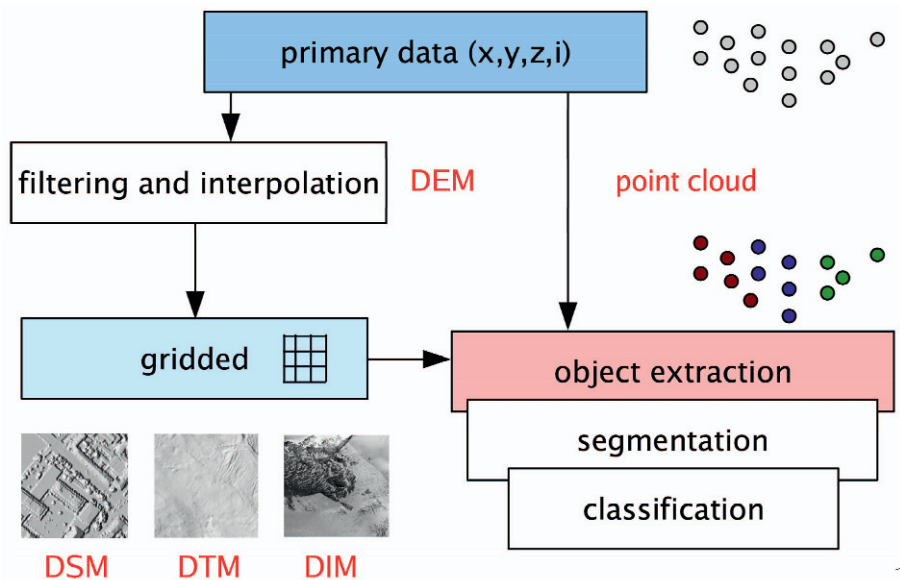 primary data (x,y,z,i)
filtering and interpolation
DEM
point cloud
gridded
object extraction
segmentation
classification
DSM
DTM
DIM